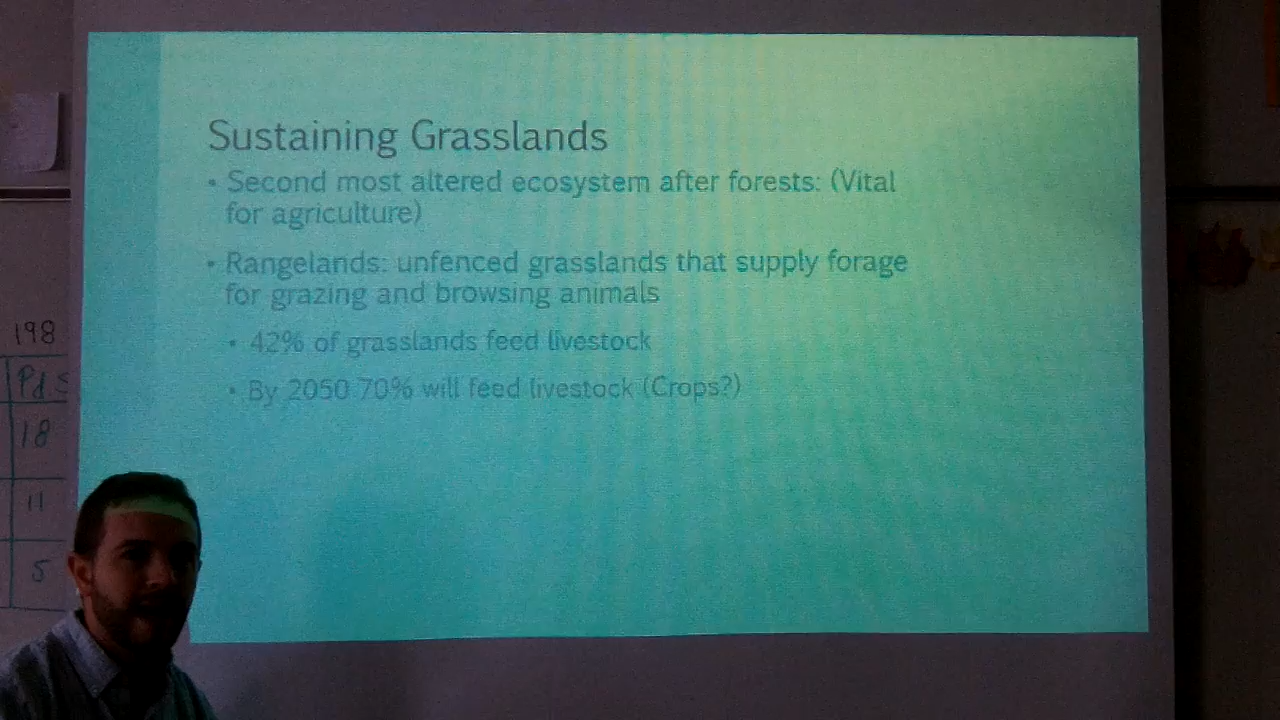 Sustaining Grasslands
• Second most altered ecosystem after forests: (Vital
for agriculture)
• Rangelands: unfenced grasslands that supply forage
for grazing and browsing animals
• 42% of grasslands feed livestock
• By 2050 70% will feed livestock (Crops?)
198
Pd 5
18
11
5